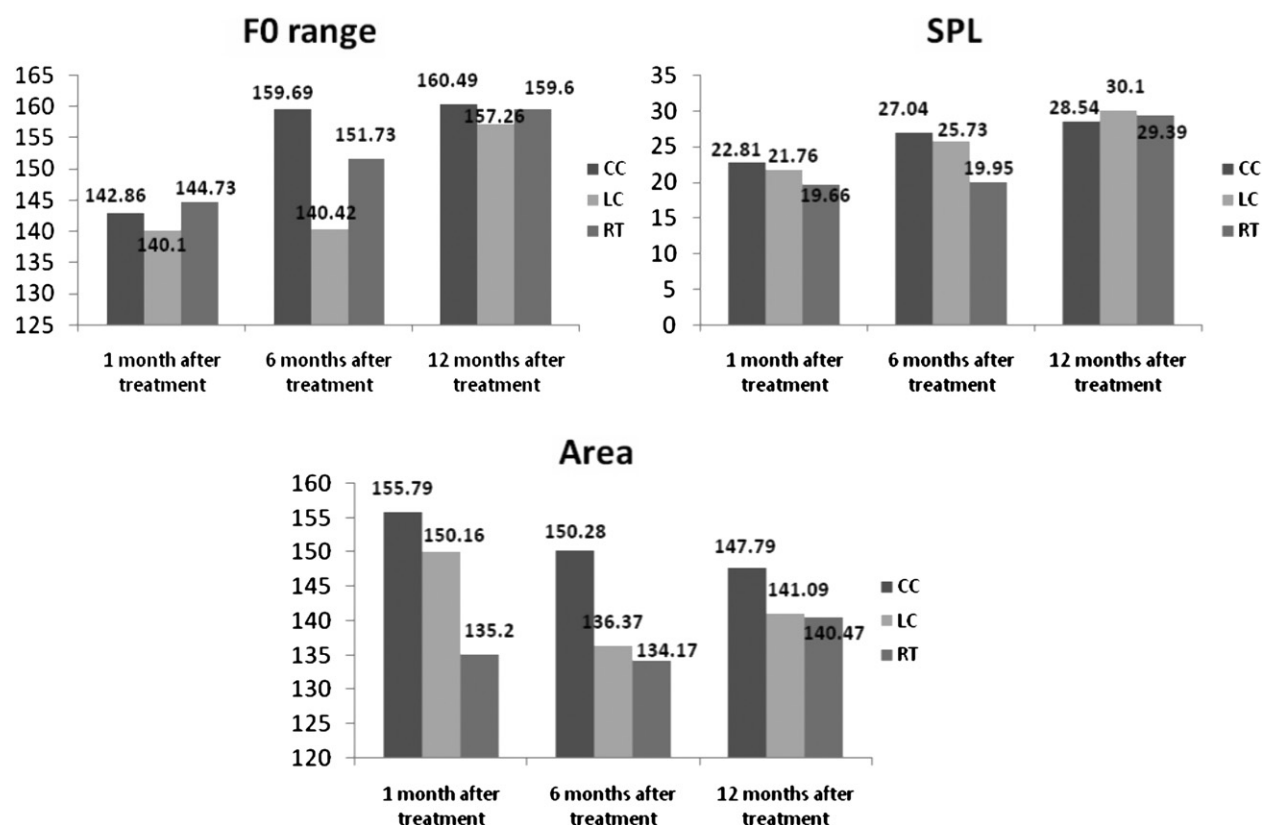 F0 range
165
160
155
150
145
140
135
130
125
142.86
140.1
144.73
159.69
140.42
151.73
160.49
157.26
159.6
1 month after treatment
6 months after treatment
12 months after treatment
CC
LC
RT
SPL
35
30
25
20
15
10
5
0
22.81
21.76
19.66
27.04
25.73
19.95
28.54
30.1
29.39
1 month after treatment
6 months after treatment
12 months after treatment
CC
LC
RT
Area
160
155
150
145
140
135
130
125
120
155.79
150.16
135.2
150.28
136.37
134.17
147.79
141.09
140.47
1 month after treatment
6 months after treatment
12 months after treatment
CC
LC
RT